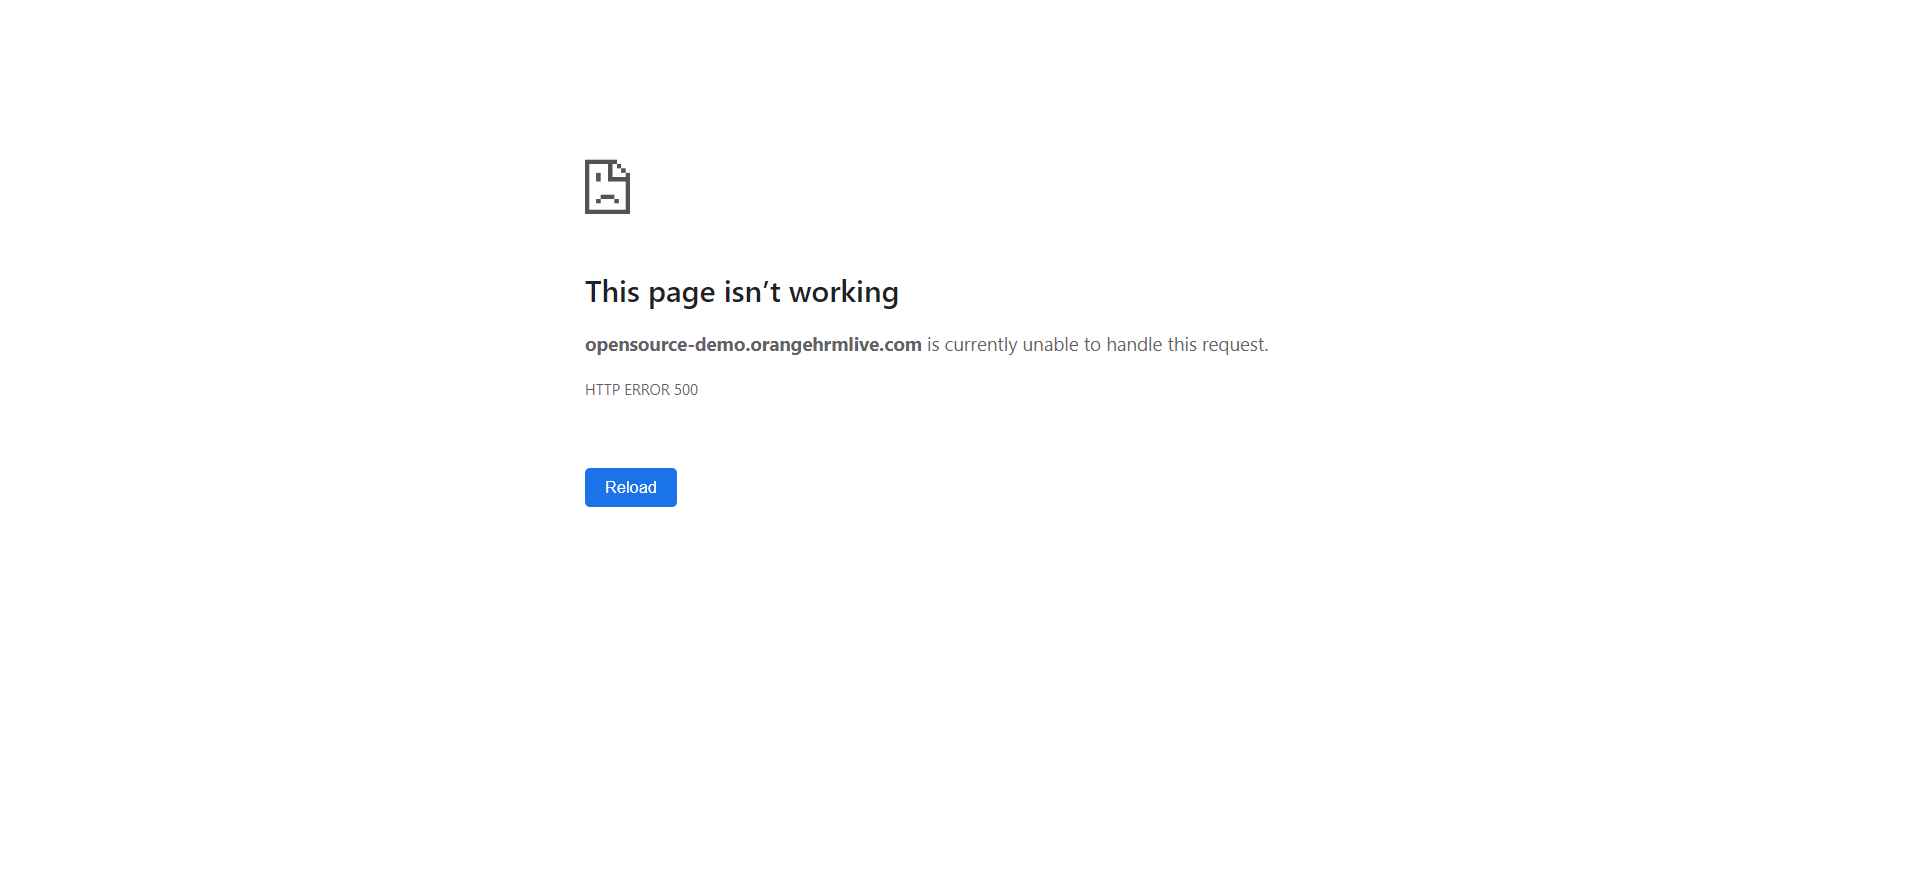 This page isn’t working
opensource-demo.orangehrmlive.com is currently unable to handle this request.
HTTP ERROR 500
Reload